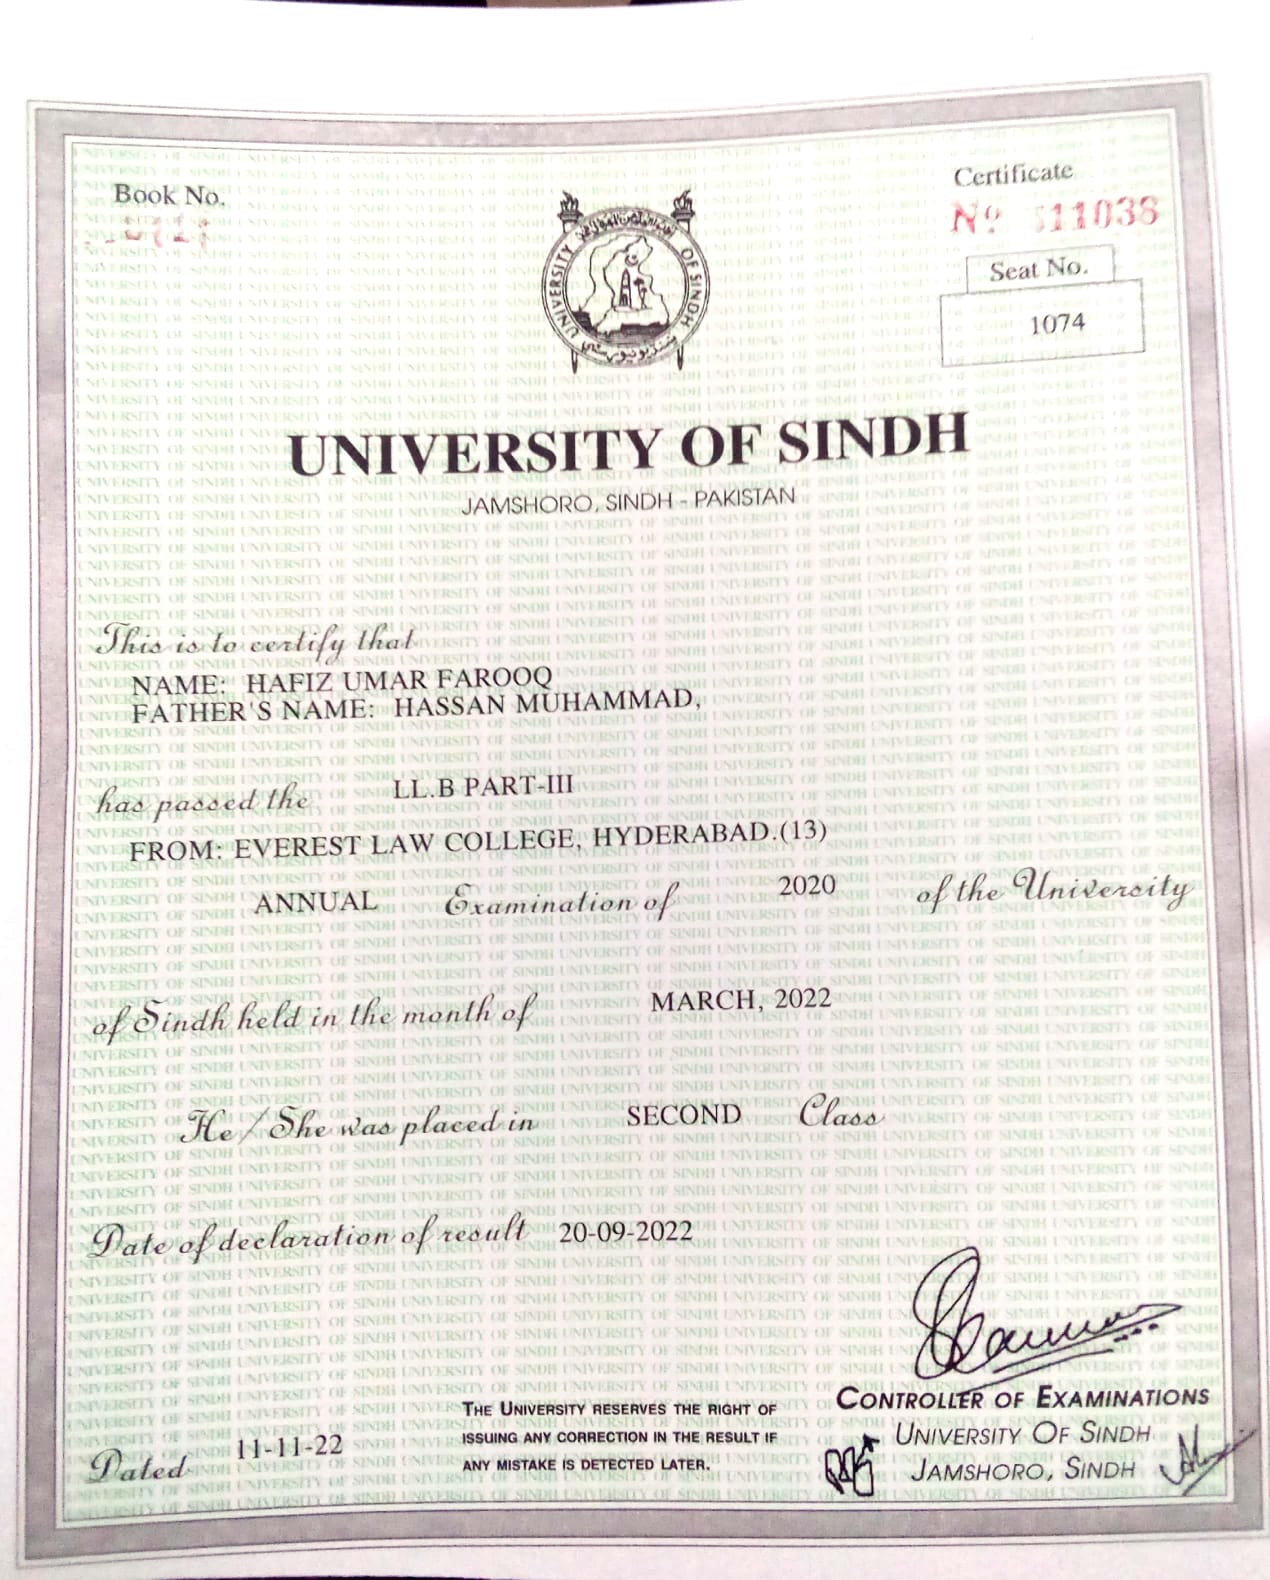 Book No.
Certificate
Nº 11038
Seat No.
1074
UNIVERSITY OF SINDH
UNIVERSITY OF SINDH
JAMSHORO, SINDH - PAKISTAN
This is to certify that
NAME: HAFIZ UMAR FAROOQ
FATHER'S NAME: HASSAN MUHAMMAD,
has passed the LL.B PART-III
FROM: EVEREST LAW COLLEGE, HYDERABAD.(13)
ANNUAL Examination of 2020 of the University
of Sindh held in the month of MARCH, 2022
He / She was placed in SECOND Class
Date of declaration of result 20-09-2022
THE UNIVERSITY RESERVES THE RIGHT OF
ISSUING ANY CORRECTION IN THE RESULT IF
ANY MISTAKE IS DETECTED LATER.
CONTROLLER OF EXAMINATIONS
UNIVERSITY OF SINDH
JAMSHORO, SINDH
Dated 11-11-22